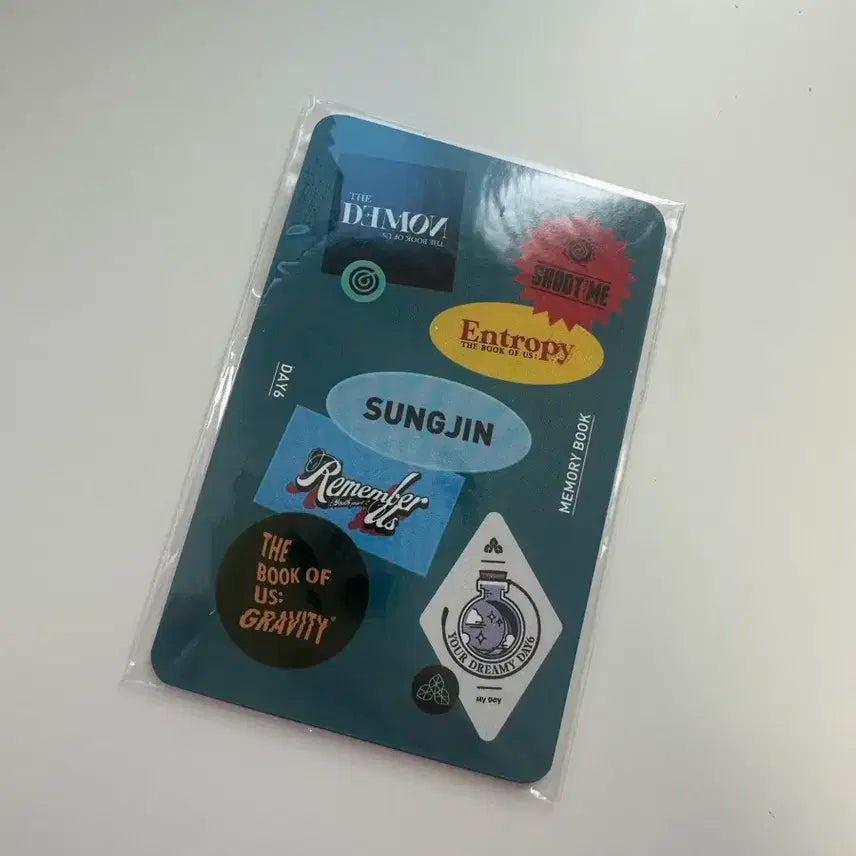 THE
DEMON
THE BOOK OF US
SHOOT ME
Entropy
THE BOOK OF US:
DAY6
SUNGJIN
MEMORY BOOK
Remember
Us
THE
BOOK OF
US:
GRAVITY
YOUR DREAMY DAY6
My Day